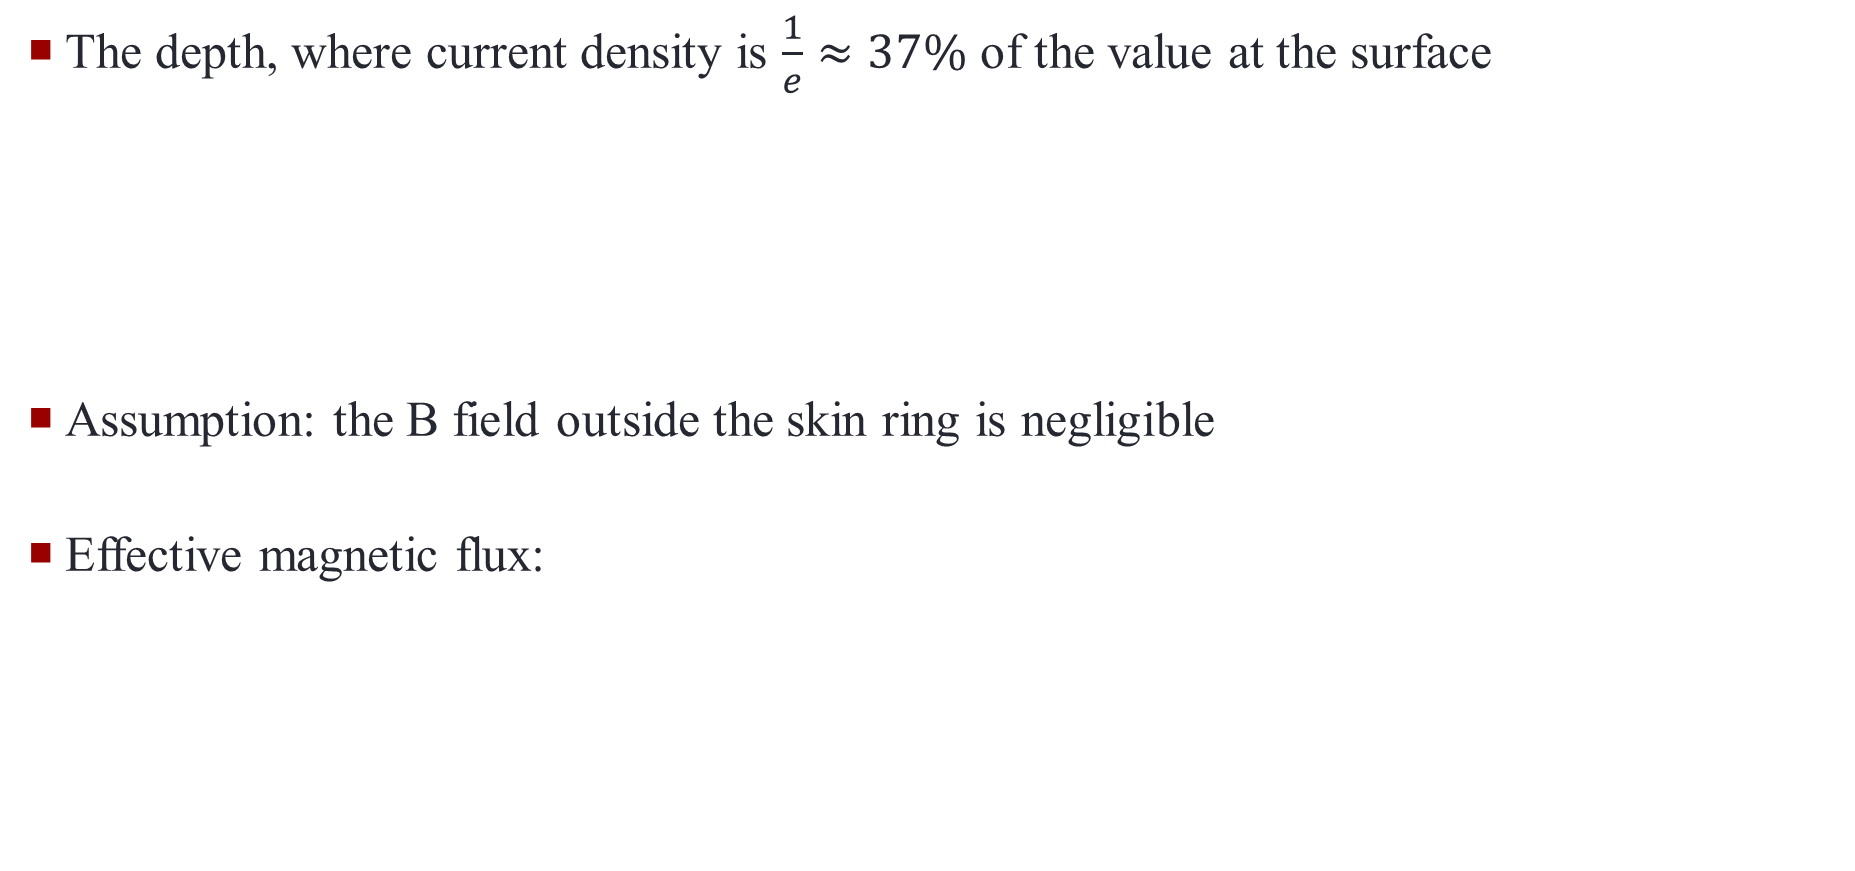 ▪ The depth, where current density is 1/e ≈ 37% of the value at the surface
▪ Assumption: the B field outside the skin ring is negligible
▪ Effective magnetic flux: